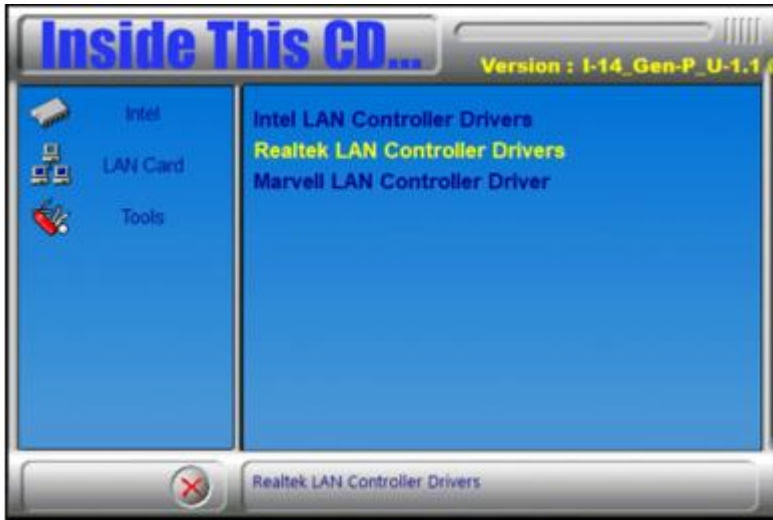 Inside This CD...
Version : I-14_Gen-P_U-1.1
Intel
LAN Card
Tools
Intel LAN Controller Drivers
Realtek LAN Controller Drivers
Marvell LAN Controller Driver
Realtek LAN Controller Drivers